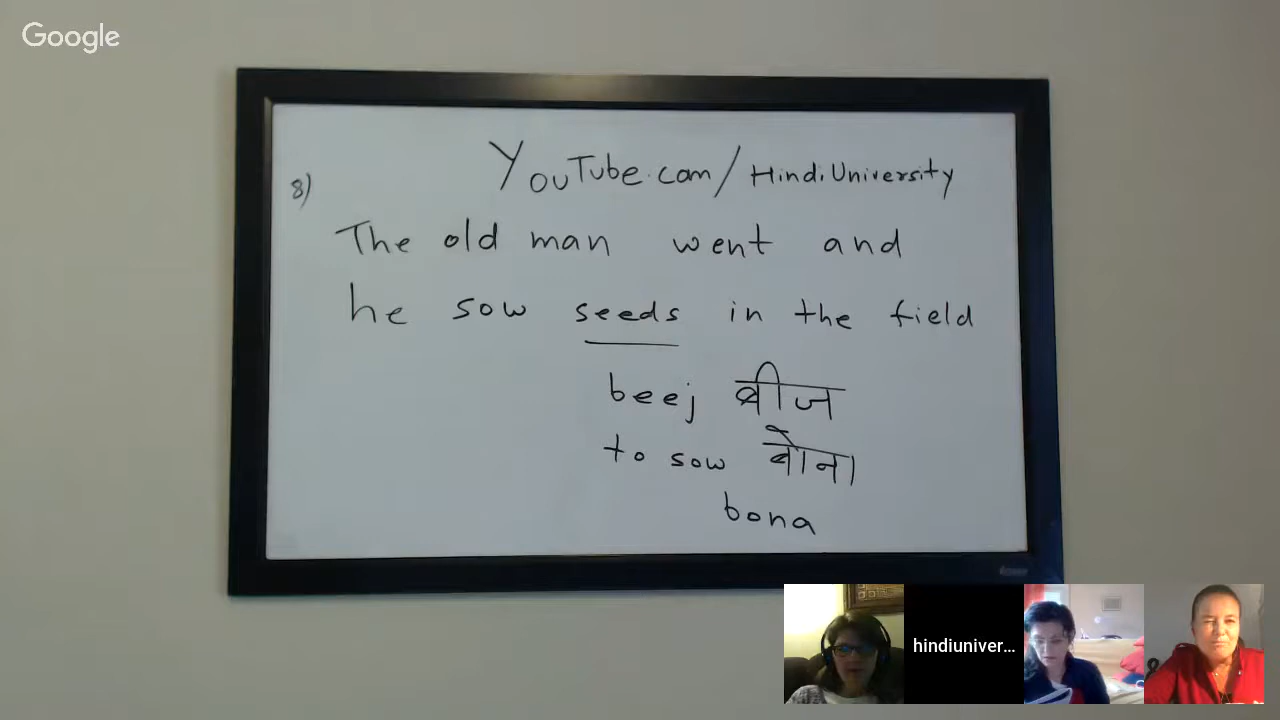 Google
YouTube.com/HindiUniversity
8)
The old man went and
he sow seeds in the field
beej बीज
to sow बोना
bona
hindiuniver...